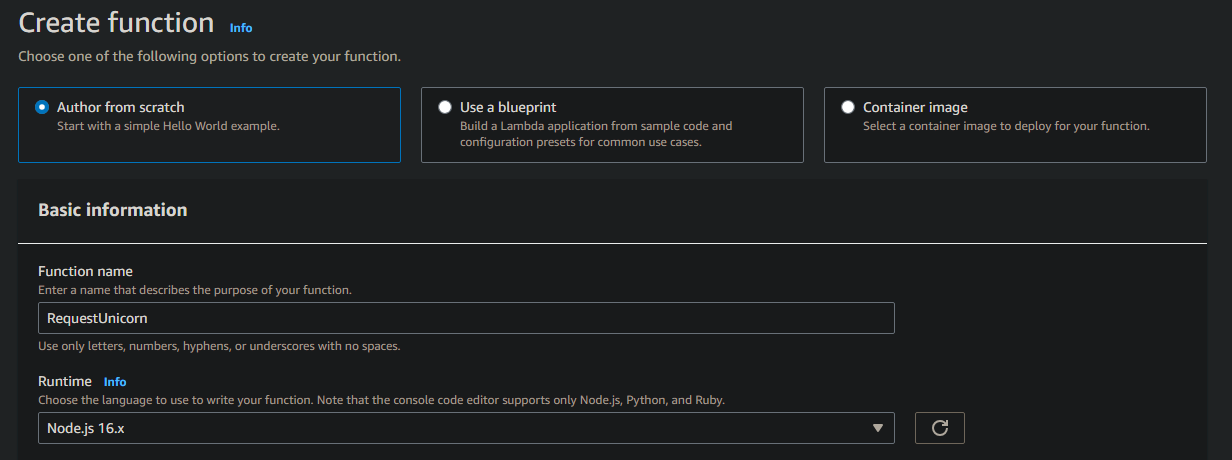 Create function Info
Choose one of the following options to create your function.
Author from scratch
Start with a simple Hello World example.
Use a blueprint
Build a Lambda application from sample code and
configuration presets for common use cases.
Container image
Select a container image to deploy for your function.
Basic information
Function name
Enter a name that describes the purpose of your function.
RequestUnicorn
Use only letters, numbers, hyphens, or underscores with no spaces.
Runtime Info
Choose the language to use to write your function. Note that the console code editor supports only Node.js, Python, and Ruby.
Node.js 16.x